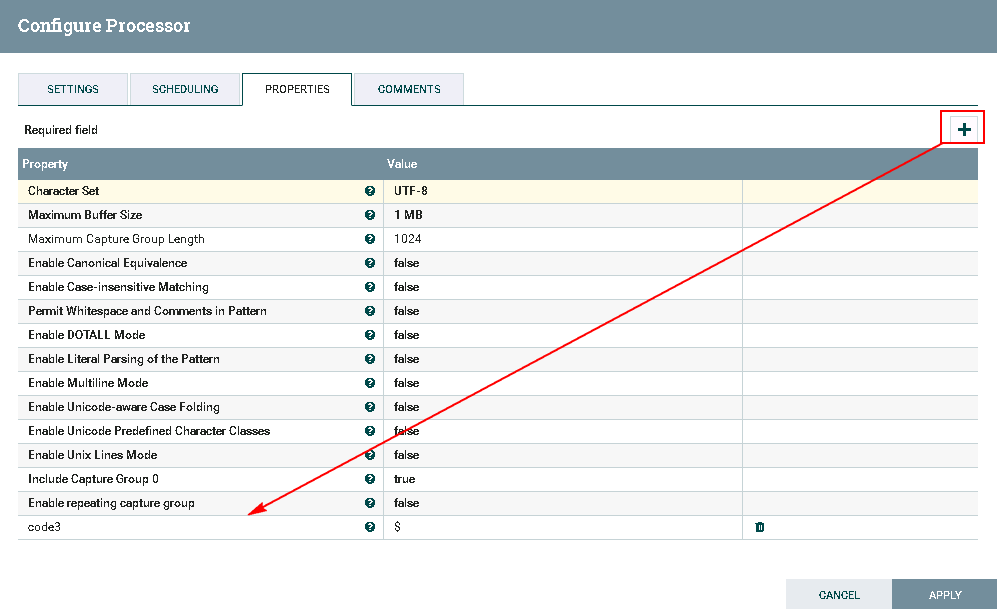 Configure Processor
SETTINGS SCHEDULING PROPERTIES COMMENTS
Required field
Property Value
Character Set UTF-8
Maximum Buffer Size 1 MB
Maximum Capture Group Length 1024
Enable Canonical Equivalence false
Enable Case-insensitive Matching false
Permit Whitespace and Comments in Pattern false
Enable DOTALL Mode false
Enable Literal Parsing of the Pattern false
Enable Multiline Mode false
Enable Unicode-aware Case Folding false
Enable Unicode Predefined Character Classes false
Enable Unix Lines Mode false
Include Capture Group 0 true
Enable repeating capture group false
code3 $
CANCEL APPLY